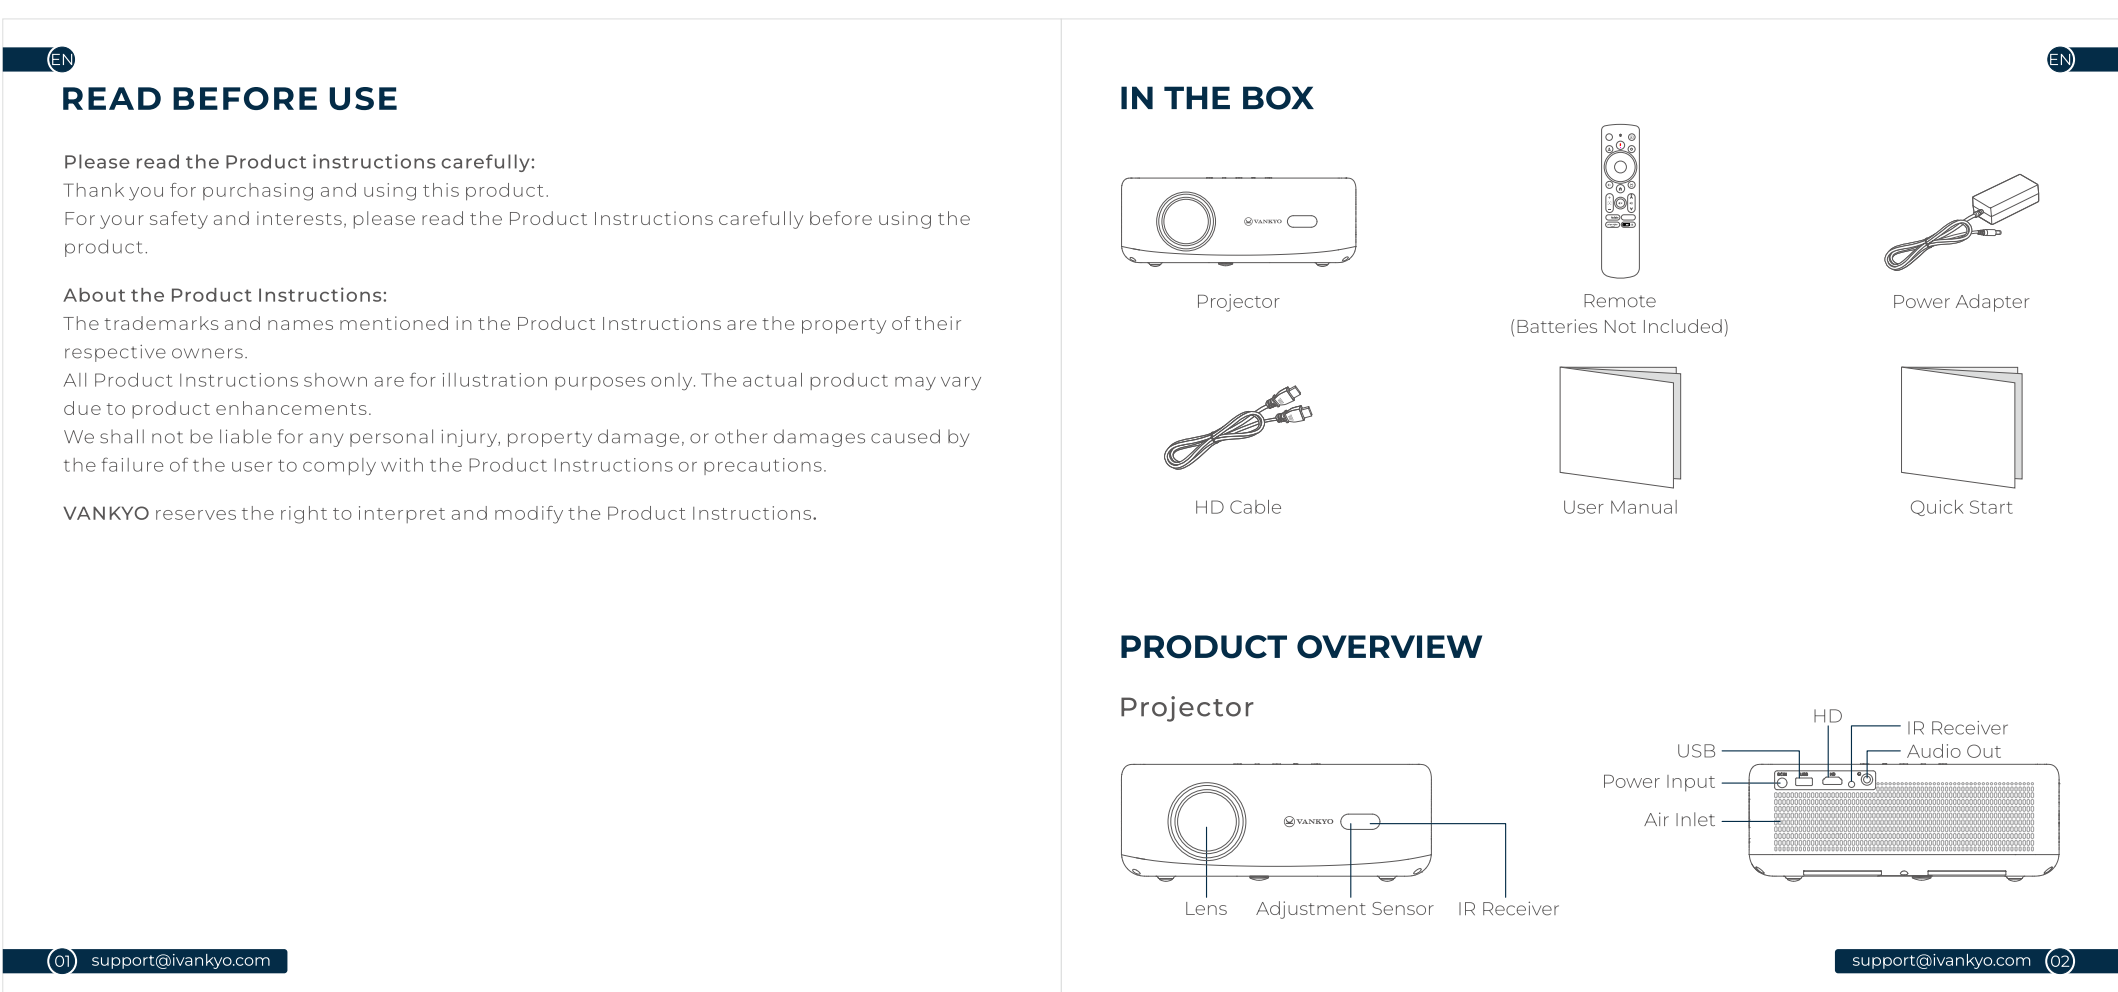 EN
READ BEFORE USE
Please read the Product instructions carefully:
Thank you for purchasing and using this product.
For your safety and interests, please read the Product Instructions carefully before using the
product.
About the Product Instructions:
The trademarks and names mentioned in the Product Instructions are the property of their
respective owners.
All Product Instructions shown are for illustration purposes only. The actual product may vary
due to product enhancements.
We shall not be liable for any personal injury, property damage, or other damages caused by
the failure of the user to comply with the Product Instructions or precautions.
VANKYO reserves the right to interpret and modify the Product Instructions.
01 support@ivankyo.com
EN
IN THE BOX
VANKYO
Projector
Remote
(Batteries Not Included)
Power Adapter
HD Cable
User Manual
Quick Start
PRODUCT OVERVIEW
Projector
VANKYO
Lens
Adjustment Sensor
IR Receiver
HD
IR Receiver
USB
Audio Out
Power Input
Air Inlet
USB
HD
support@ivankyo.com 02